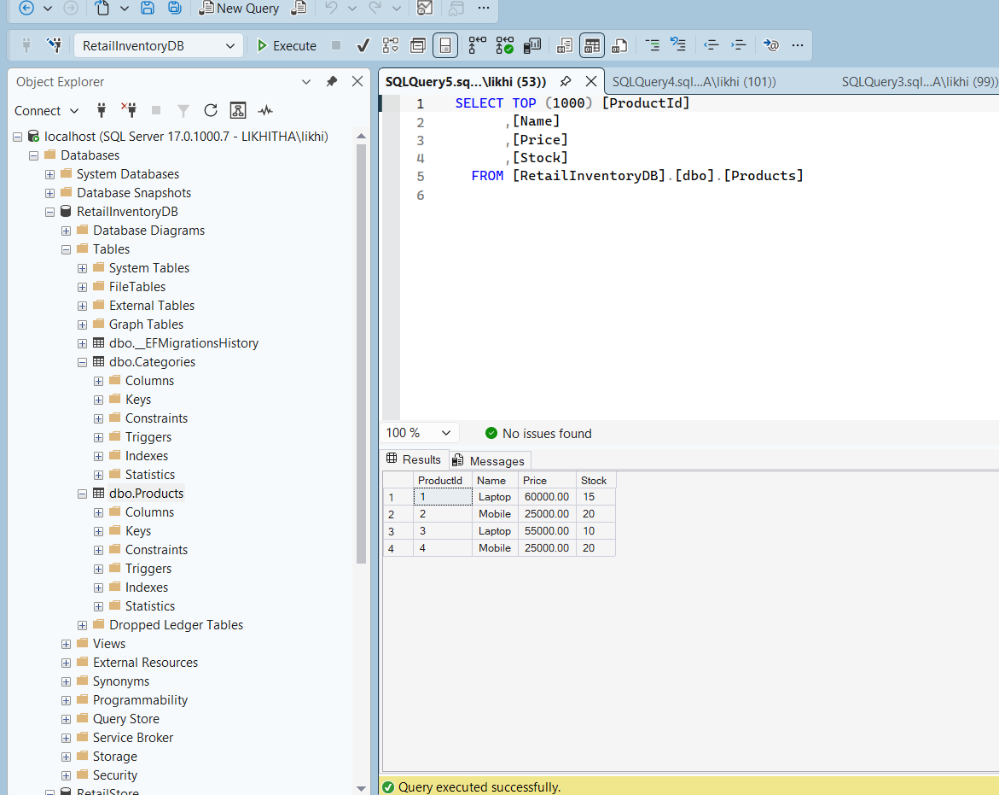 New Query
RetailInventoryDB
Execute
Object Explorer
Connect
localhost (SQL Server 17.0.1000.7 - LIKHITHA\likhi)
Databases
System Databases
Database Snapshots
RetailInventoryDB
Database Diagrams
Tables
System Tables
FileTables
External Tables
Graph Tables
dbo.__EFMigrationsHistory
dbo.Categories
Columns
Keys
Constraints
Triggers
Indexes
Statistics
dbo.Products
Columns
Keys
Constraints
Triggers
Indexes
Statistics
Dropped Ledger Tables
Views
External Resources
Synonyms
Programmability
Query Store
Service Broker
Storage
Security
RetailStore
SQLQuery5.sq...\likhi (53)) SQLQuery4.sql...A\likhi (101)) SQLQuery3.sql...A\likhi (99))
1 SELECT TOP (1000) [ProductId]
2 ,[Name]
3 ,[Price]
4 ,[Stock]
5 FROM [RetailInventoryDB].[dbo].[Products]
6
100 % No issues found
Results Messages
ProductId Name Price Stock
1 1 Laptop 60000.00 15
2 2 Mobile 25000.00 20
3 3 Laptop 55000.00 10
4 4 Mobile 25000.00 20
Query executed successfully.